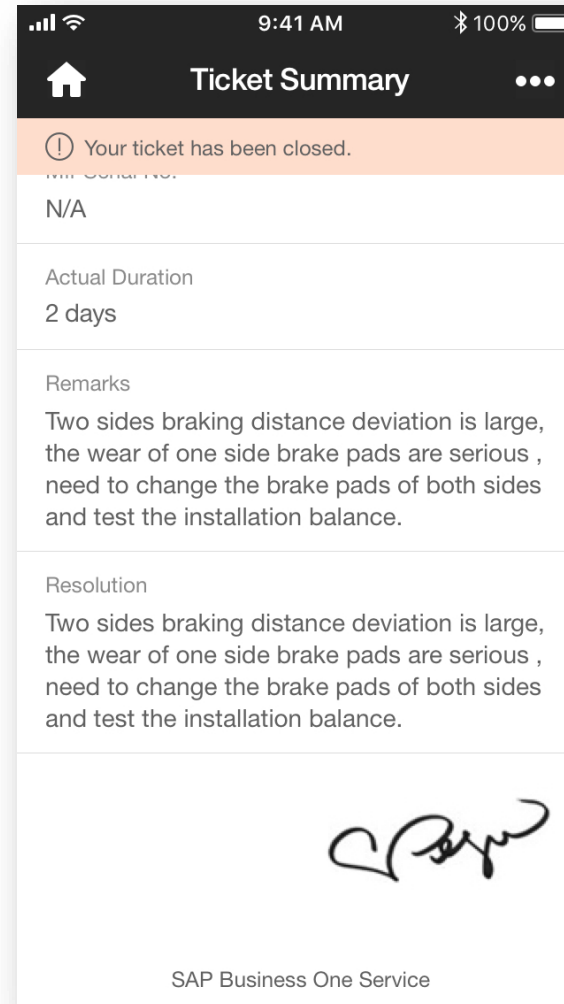 9:41 AM
100%
Ticket Summary
Your ticket has been closed.
N/A
Actual Duration
2 days
Remarks
Two sides braking distance deviation is large,
the wear of one side brake pads are serious ,
need to change the brake pads of both sides
and test the installation balance.
Resolution
Two sides braking distance deviation is large,
the wear of one side brake pads are serious ,
need to change the brake pads of both sides
and test the installation balance.
SAP Business One Service